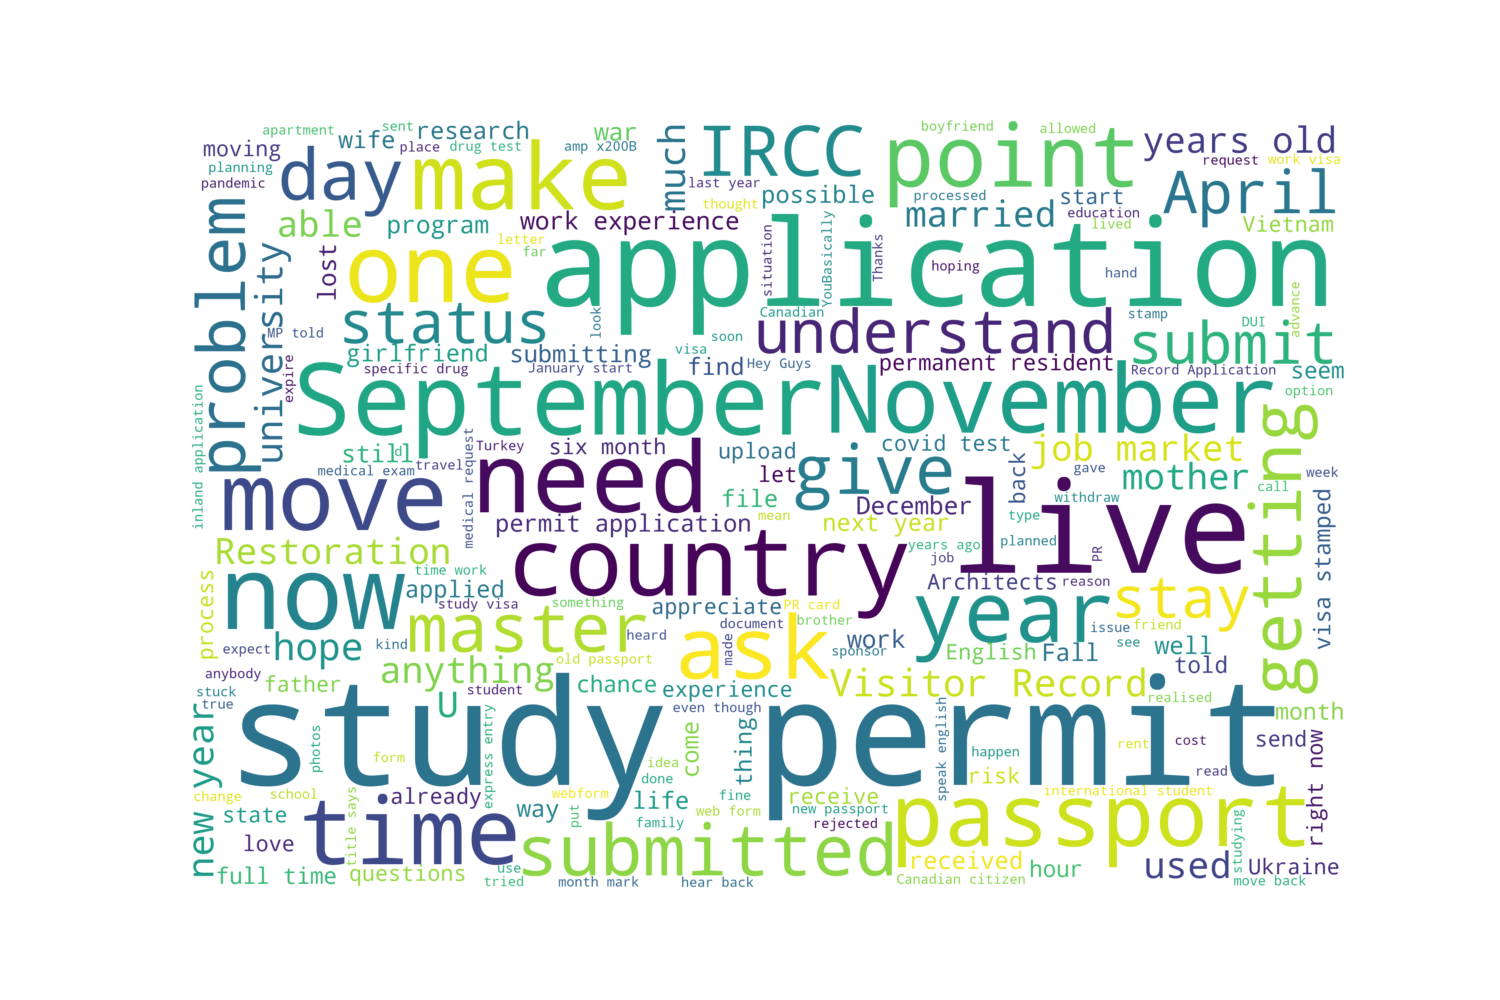 apartment
sent
wife
research
war
moving
place
drug test
amp x200B
planning
pandemic
day
make
much
IRCC
last year
thought
possible
point
boyfriend
allowed
years old
request
work visa
processed
start
education
lived
April
Vietnam
married
able
program
work experience
letter
far
problem
university
lost
one
application
situation
YouBasically
Thanks
hoping
hand
MP told
status
look
Canadian
soon
visa
understand
stamp
DUI
advance
submit
girlfriend
submitting
specific drug
January start
find
Hey Guys
permanent resident
Record Application
seem
option
expire
inland application
September
November
still
d
Turkey
six month
upload
covid test
job market
medical exam
travel
medical request
need
let
give
back
gave
mother
week
call
getting
move
file
December
withdraw
type
permit application
mean
next year
live
visa stamped
planned
years ago
job
PR
Restoration
country
process
now
time work
applied
Architects
reason
study visa
something
appreciate
PR card
year
stay
master
heard
document
brother
issue
friend
hope
kind
made
ask
work
sponsor
English
Fall
see
well
told
expect
anybody
old passport
anything
father
U
student
chance
experience
Visitor Record
realised
stuck
true
even though
month
study permit
new year
photos
form
express entry
come
thing
speak english
happen
rent
cost
send
right now
idea
done
risk
read
change
school
already
webform
put
life
web form
fine
receive
international student
state
way
family
new passport
love
time
title says
rejected
passport
submitted
studying
full time
questions
use
tried
month mark
hear back
received
Canadian citizen
hour
used
Ukraine
move back